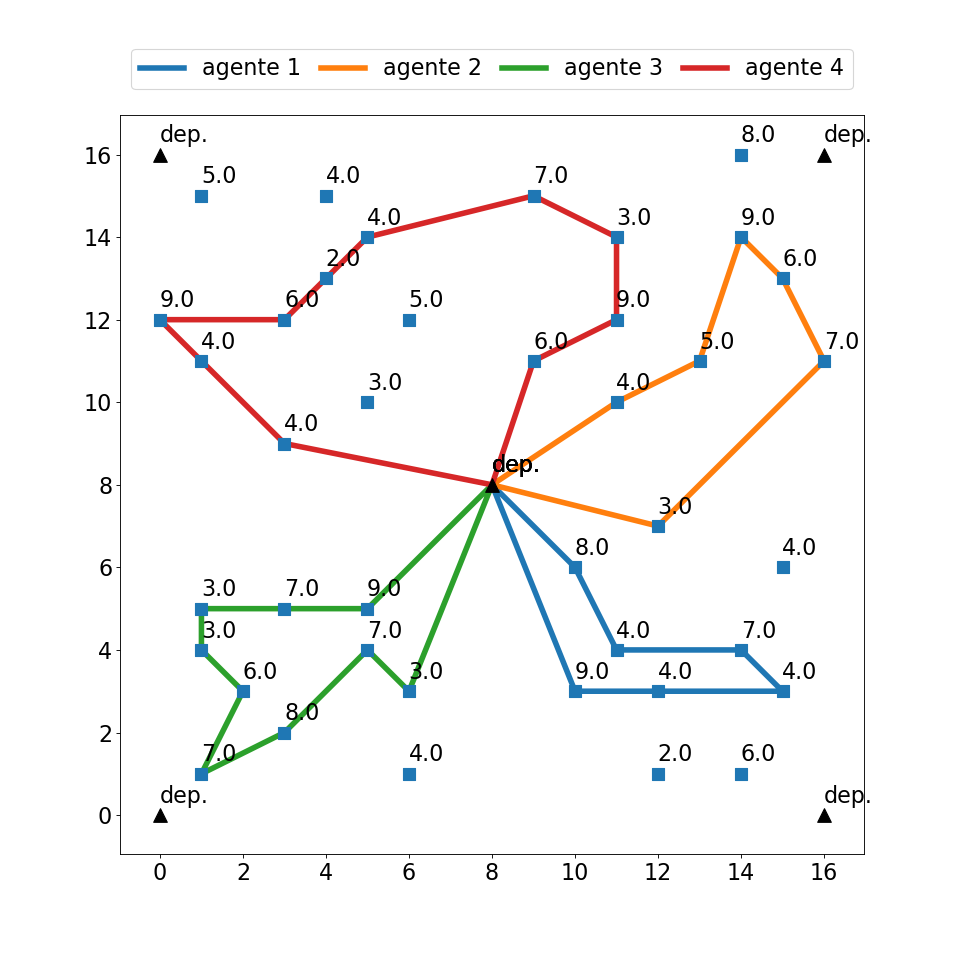 agente 1 agente 2 agente 3 agente 4
dep. 8.0 dep.
16
5.0 4.0 7.0
14 4.0 3.0 9.0
2.0 6.0
12 9.0 6.0 5.0 9.0
4.0 6.0 5.0 7.0
10 3.0 4.0
4.0
8 dep. dep.
3.0
6 8.0 4.0
3.0 7.0 9.0
4 3.0 7.0 4.0 7.0
6.0 3.0 9.0 4.0 4.0
2 8.0
7.0 4.0 2.0 6.0
0 dep. dep.
0 2 4 6 8 10 12 14 16